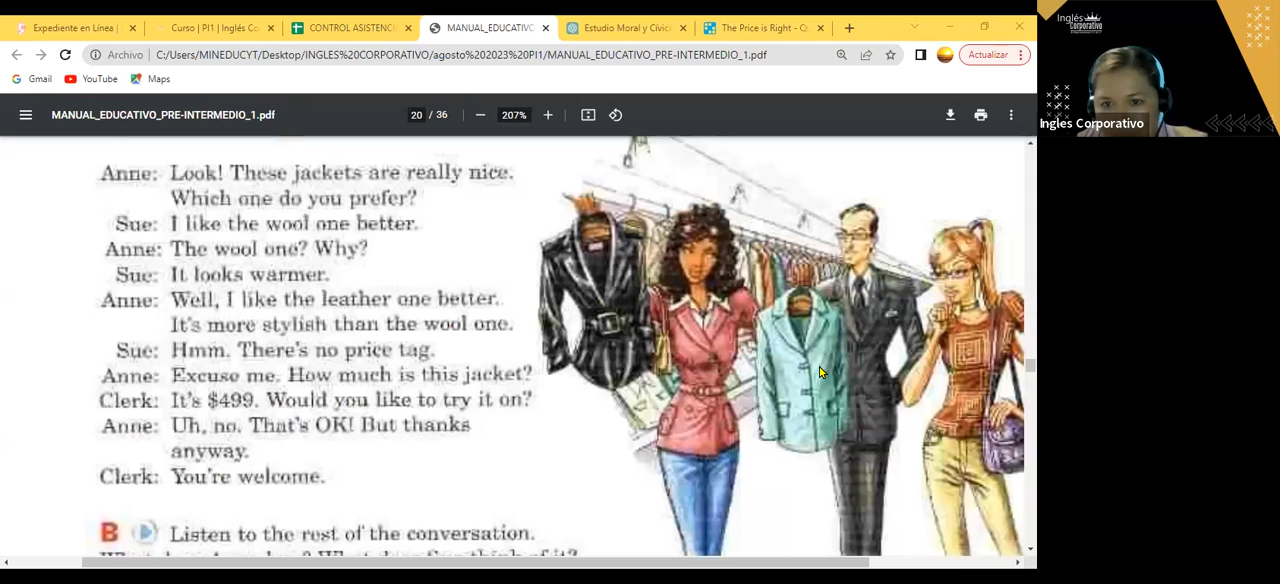 Expediente en Línea
Curso | PI1 | Inglés C
CONTROL ASISTENCI
MANUAL_EDUCATIVO
Estudio Moral y Cívic
The Price is Right - Q
Archivo
C:/Users/MINEDUCYT/Desktop/INGLES%20CORPORATIVO/agosto%202023%20PI1/MANUAL_EDUCATIVO_PRE-INTERMEDIO_1.pdf
Actualizar
Gmail
YouTube
Maps
MANUAL_EDUCATIVO_PRE-INTERMEDIO_1.pdf
20 / 36
207%
Anne: Look! These jackets are really nice.
Which one do you prefer?
Sue: I like the wool one better.
Anne: The wool one? Why?
Sue: It looks warmer.
Anne: Well, I like the leather one better.
It's more stylish than the wool one.
Sue: Hmm. There's no price tag.
Anne: Excuse me. How much is this jacket?
Clerk: It's $499. Would you like to try it on?
Anne: Uh, no. That's OK! But thanks
anyway.
Clerk: You're welcome.
B Listen to the rest of the conversation.
Inglés
Corporativo
Ingles Corporativo